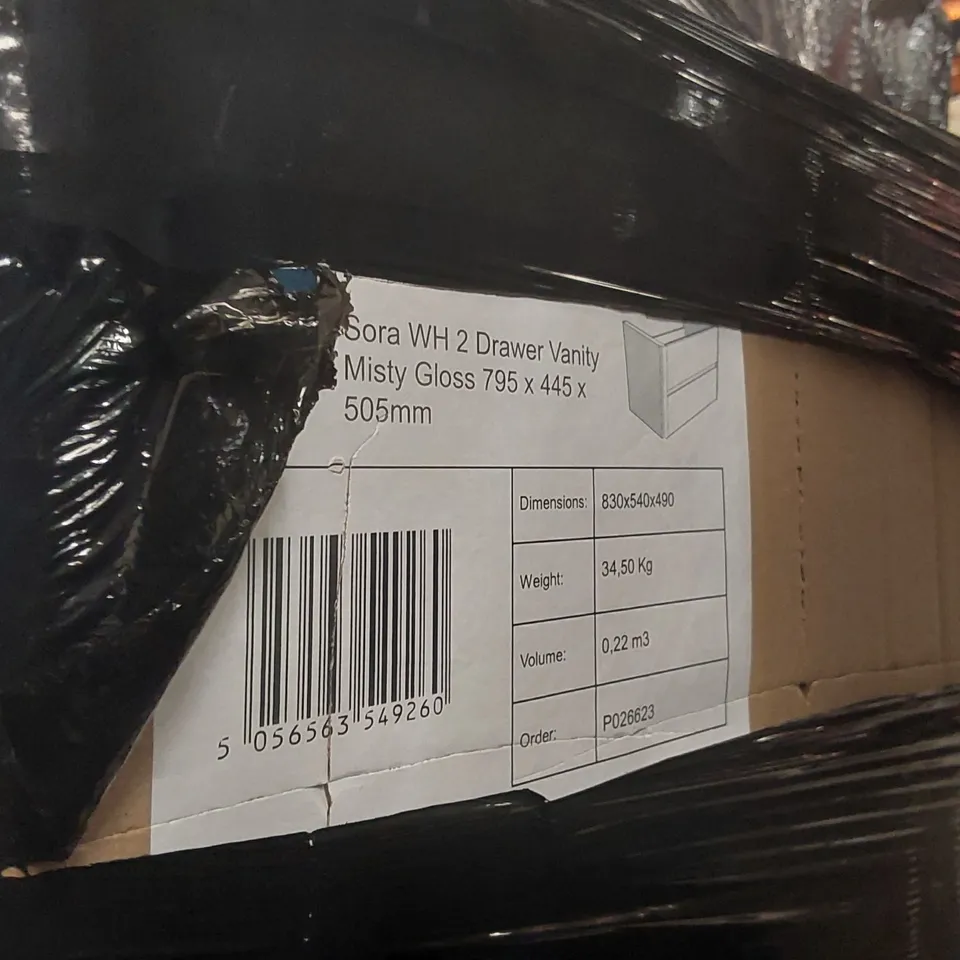 Sora WH 2 Drawer Vanity
Misty Gloss 795 x 445 x
505mm
Dimensions: 830x540x490
Weight: 34,50 Kg
Volume: 0,22 m3
Order: P026623
5 056563 549260